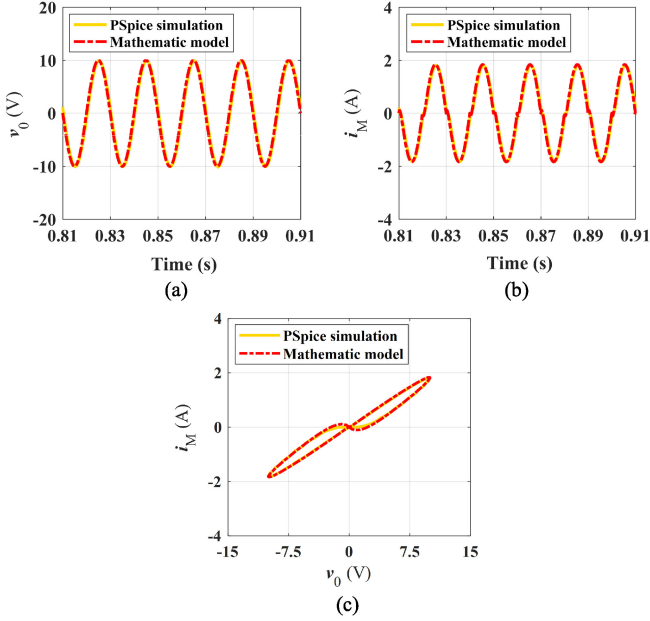 PSpice simulation
Mathematic model
20
10
0
-10
-20
v0 (V)
0.81 0.83 0.85 0.87 0.89 0.91
Time (s)
(a)
PSpice simulation
Mathematic model
4
2
0
-2
-4
iM (A)
0.81 0.83 0.85 0.87 0.89 0.91
Time (s)
(b)
PSpice simulation
Mathematic model
4
2
0
-2
-4
iM (A)
-15 -7.5 0 7.5 15
v0 (V)
(c)